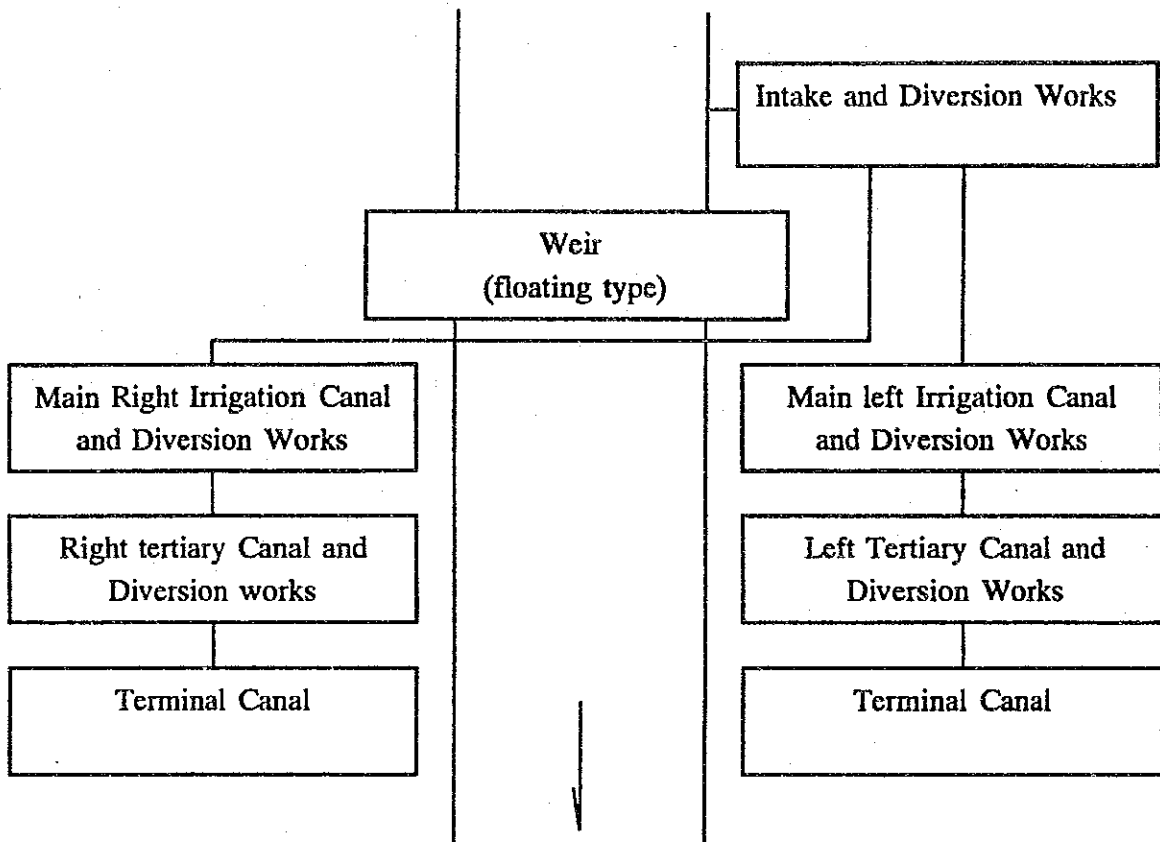 Intake and Diversion Works
Weir
(floating type)
Main Right Irrigation Canal
and Diversion Works
Main left Irrigation Canal
and Diversion Works
Right tertiary Canal and
Diversion works
Left Tertiary Canal and
Diversion Works
Terminal Canal
Terminal Canal